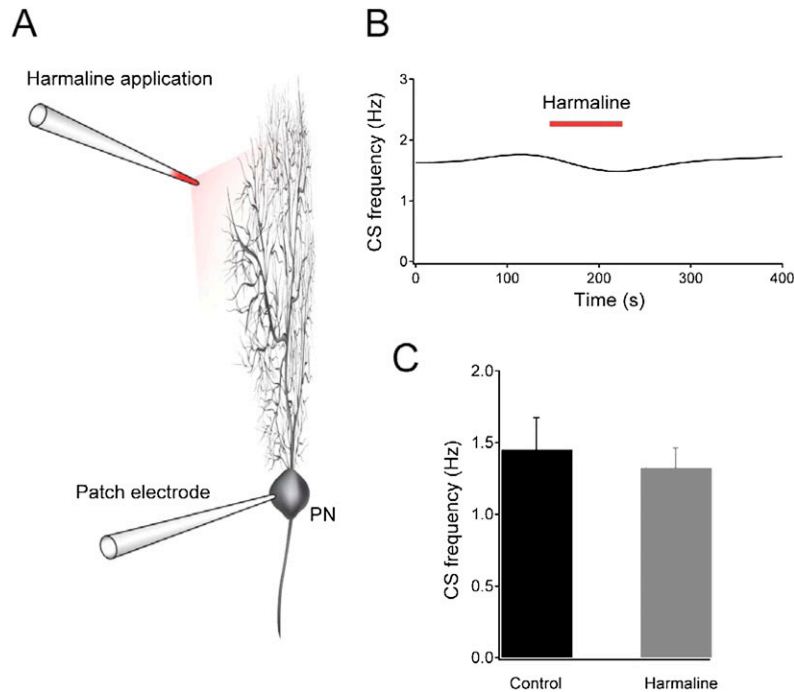 A
Harmaline application
Patch electrode
PN
B
CS frequency (Hz)
3
2
1
0
Harmaline
0 100 200 300 400
Time (s)
C
CS frequency (Hz)
2.0
1.5
1.0
0.5
0.0
Control Harmaline